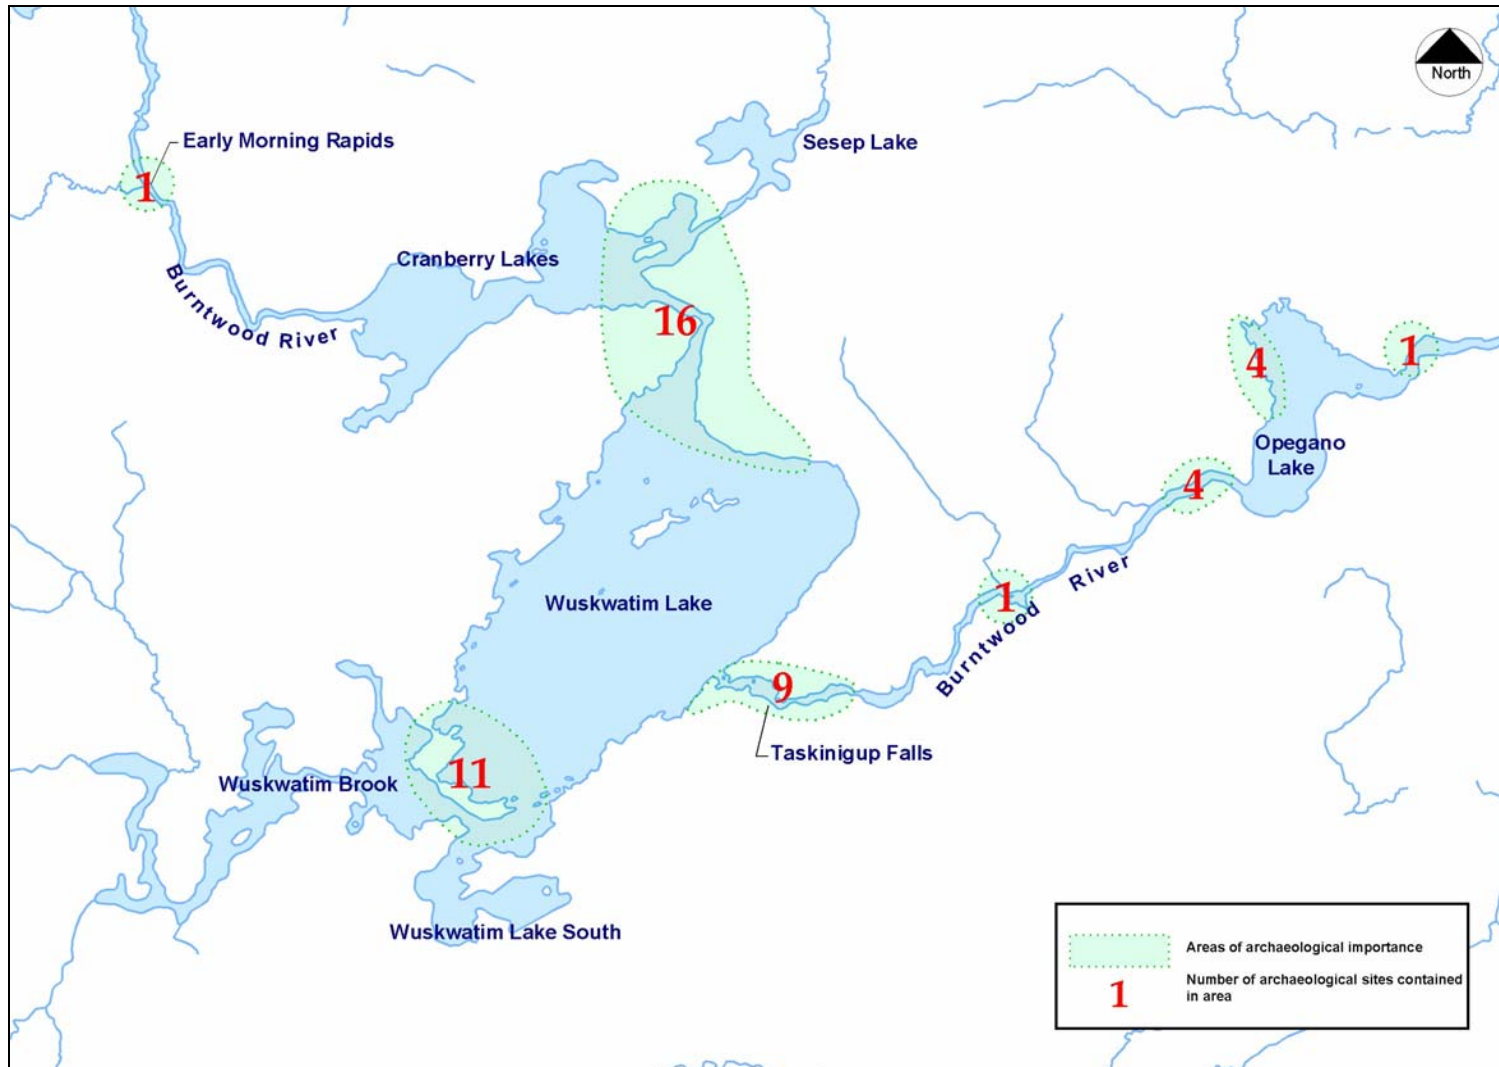 North
Early Morning Rapids
Sesep Lake
1
Cranberry Lakes
Burntwood River
16
4
1
Opegano
Lake
4
Wuskwatim Lake
1
Burntwood River
9
Taskinigup Falls
11
Wuskwatim Brook
Wuskwatim Lake South
Areas of archaeological importance
1
Number of archaeological sites contained
in area